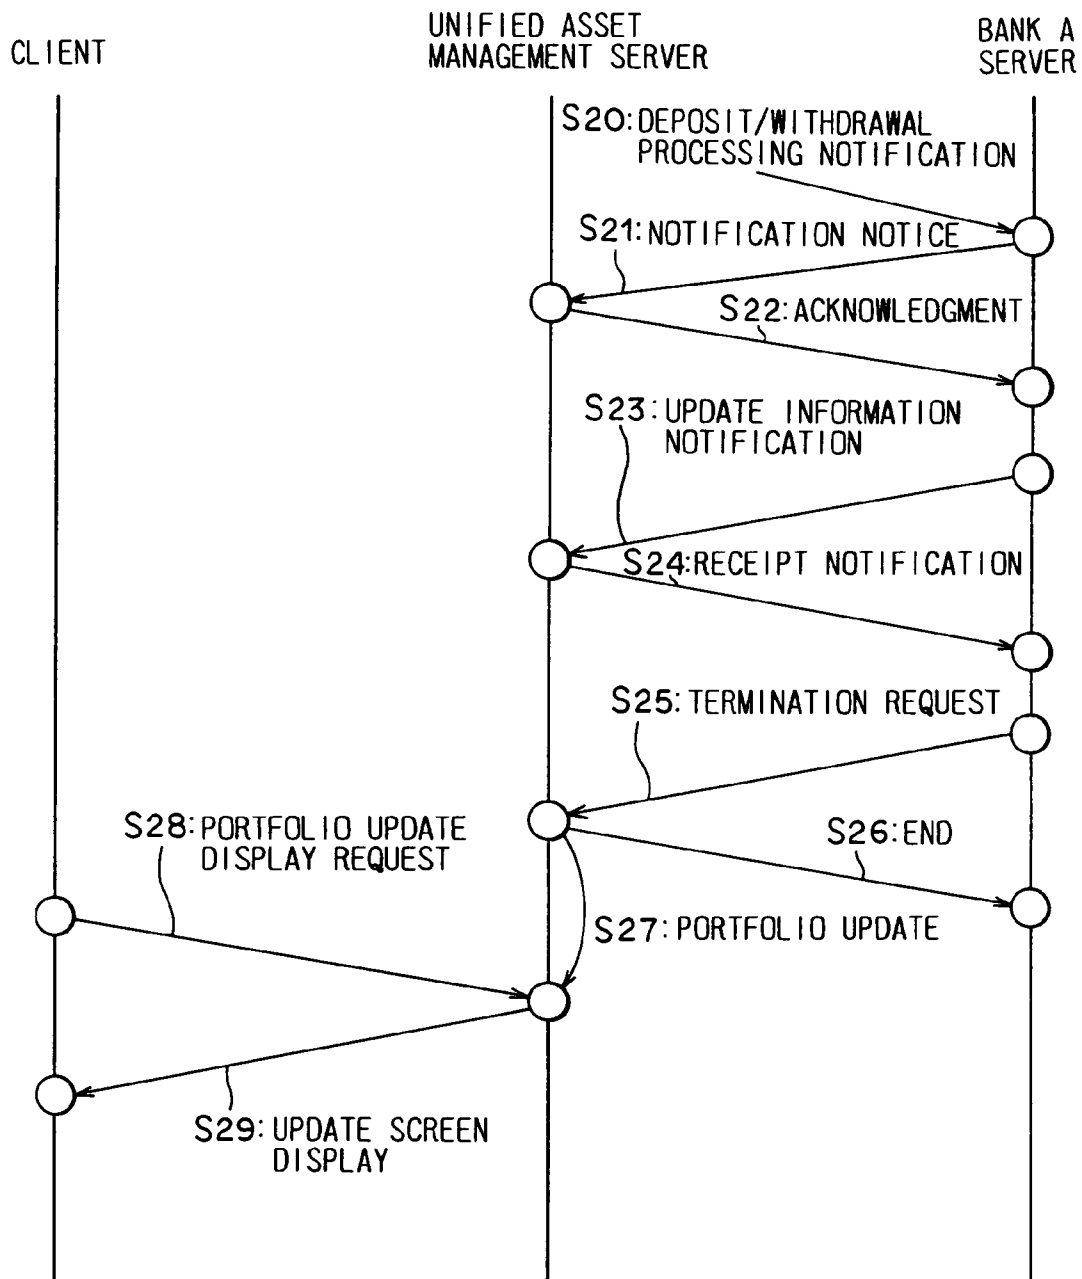 CLIENT
UNIFIED ASSET
MANAGEMENT SERVER
BANK A
SERVER
S20: DEPOSIT/WITHDRAWAL
PROCESSING NOTIFICATION
S21: NOTIFICATION NOTICE
S22: ACKNOWLEDGMENT
S23: UPDATE INFORMATION
NOTIFICATION
S24: RECEIPT NOTIFICATION
S25: TERMINATION REQUEST
S28: PORTFOLIO UPDATE
DISPLAY REQUEST
S26: END
S27: PORTFOLIO UPDATE
S29: UPDATE SCREEN
DISPLAY